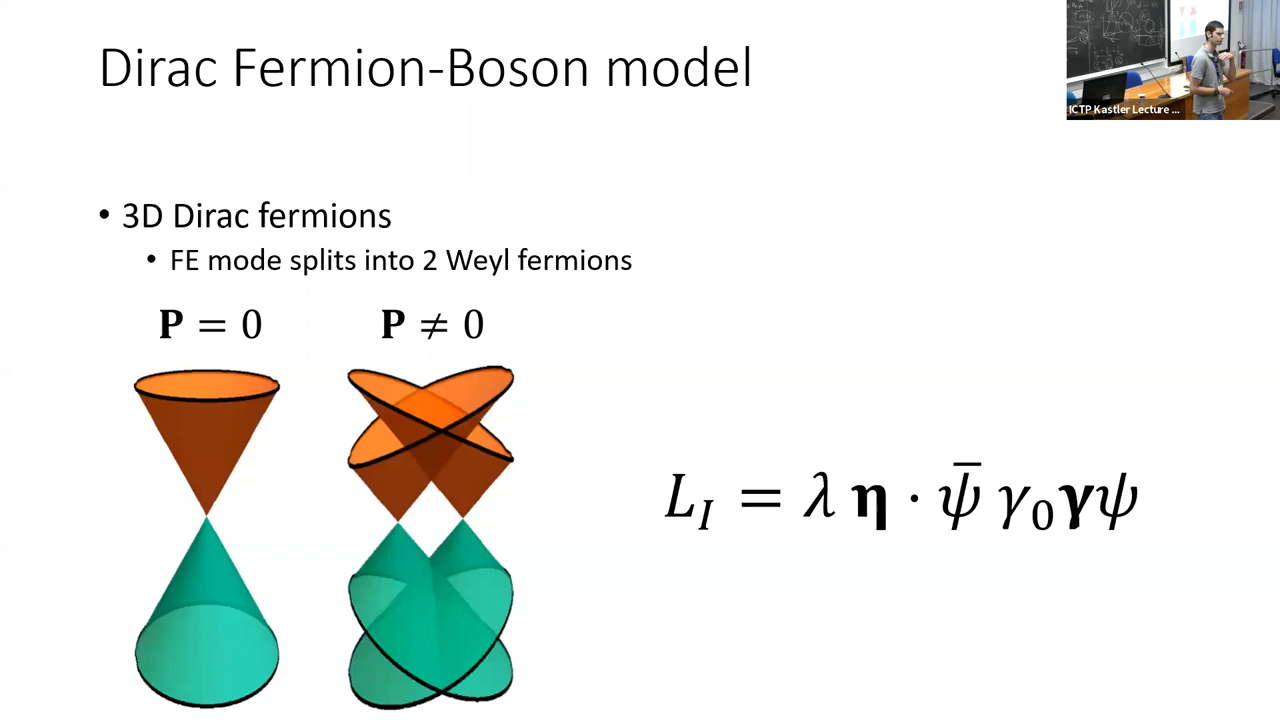 Dirac Fermion-Boson model
ICTP Kastler Lecture ...
• 3D Dirac fermions
• FE mode splits into 2 Weyl fermions
𝐏 = 0
𝐏 ≠ 0
L_I = λ 𝛈 · ψ̄ γ₀𝛄ψ